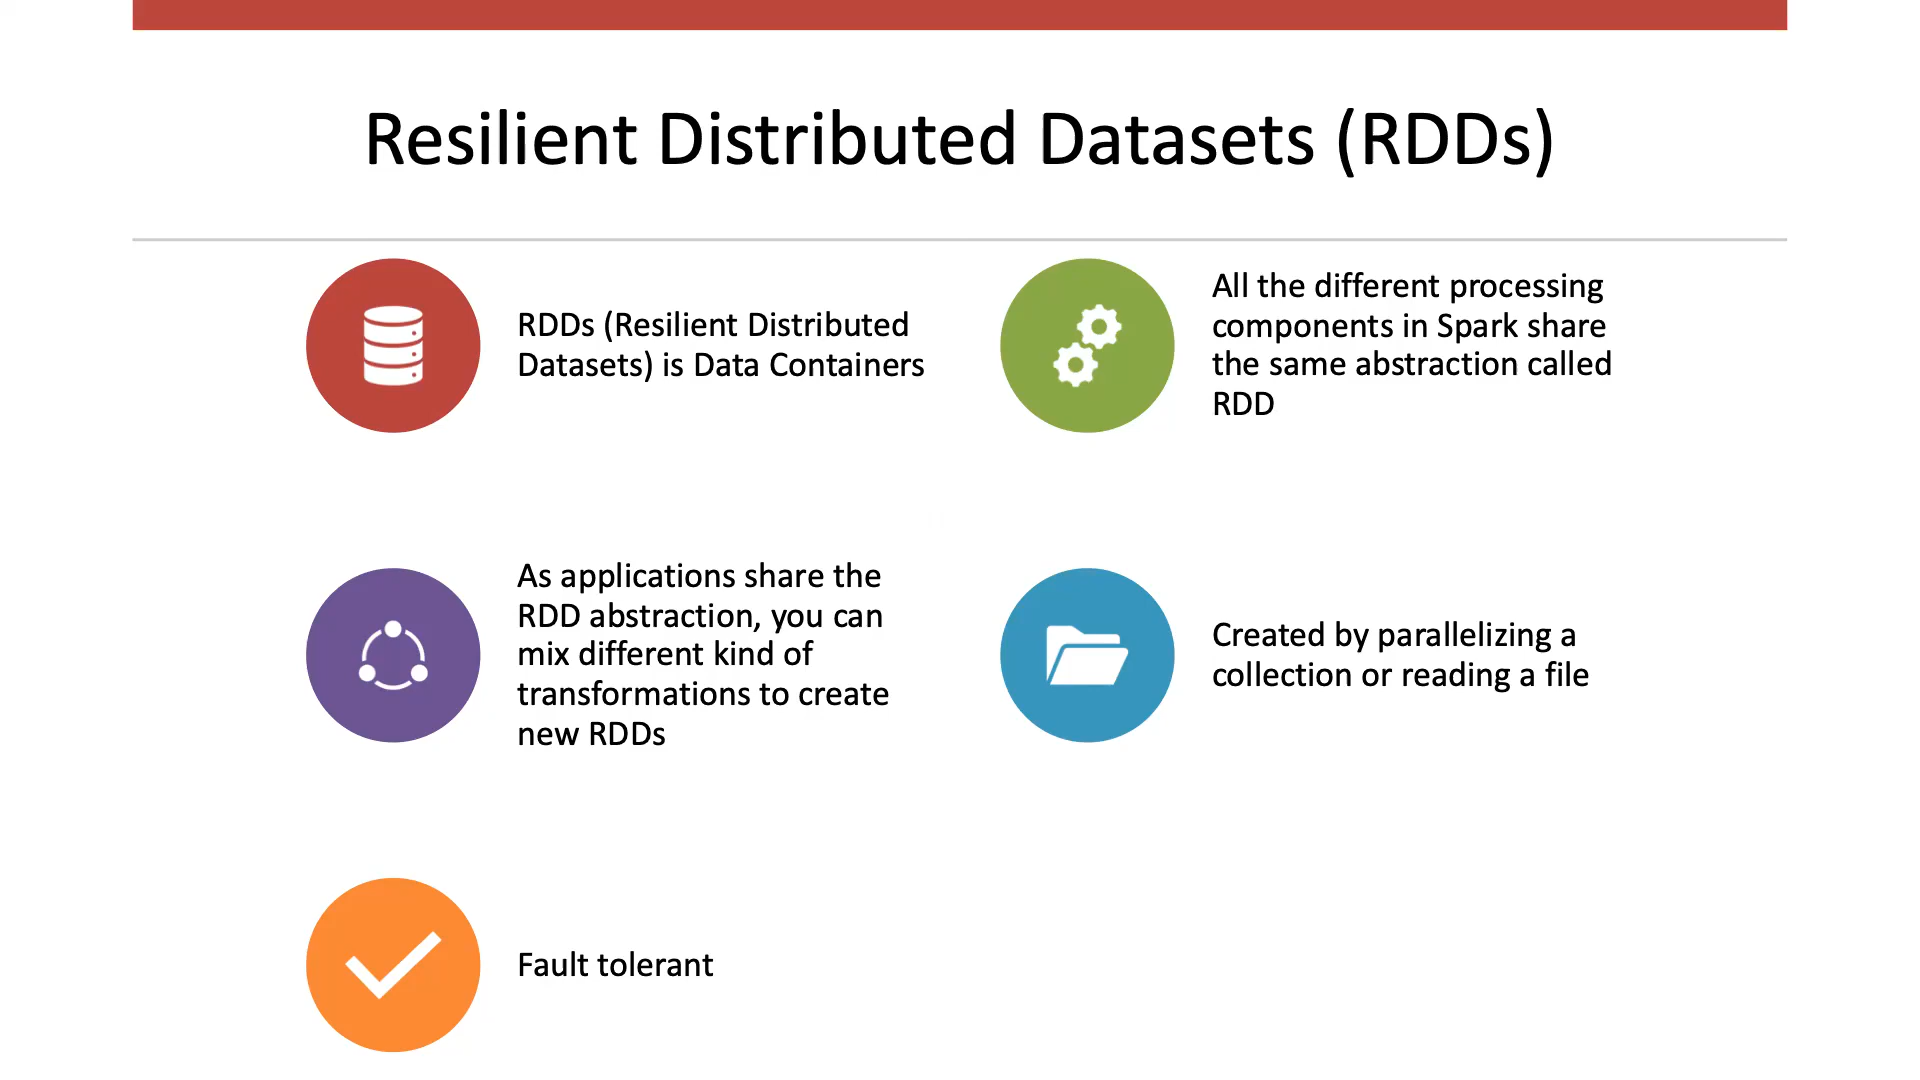 Resilient Distributed Datasets (RDDs)
RDDs (Resilient Distributed
Datasets) is Data Containers
All the different processing
components in Spark share
the same abstraction called
RDD
As applications share the
RDD abstraction, you can
mix different kind of
transformations to create
new RDDs
Created by parallelizing a
collection or reading a file
Fault tolerant